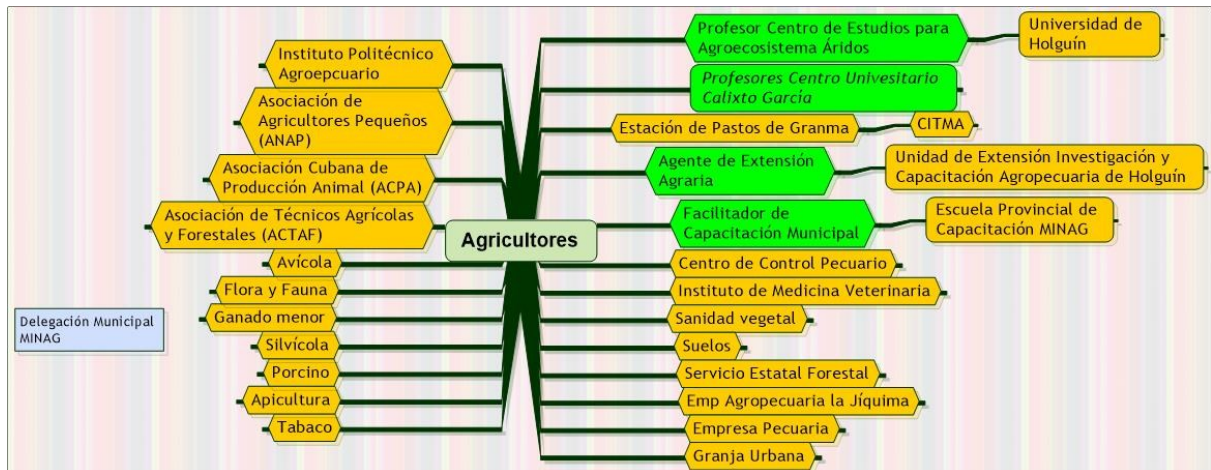 Instituto Politécnico
Agroepcuario
Asociación de
Agricultores Pequeños
(ANAP)
Asociación Cubana de
Producción Animal (ACPA)
Asociación de Técnicos Agrícolas
y Forestales (ACTAF)
Avícola
Flora y Fauna
Ganado menor
Silvícola
Porcino
Apicultura
Tabaco
Delegación Municipal
MINAG
Agricultores
Profesor Centro de Estudios para
Agroecosistema Áridos
Universidad de
Holguín
Profesores Centro Univesitario
Calixto García
Estación de Pastos de Granma
CITMA
Agente de Extensión
Agraria
Unidad de Extensión Investigación y
Capacitación Agropecuaria de Holguín
Facilitador de
Capacitación Municipal
Escuela Provincial de
Capacitación MINAG
Centro de Control Pecuario
Instituto de Medicina Veterinaria
Sanidad vegetal
Suelos
Servicio Estatal Forestal
Emp Agropecuaria la Jíquima
Empresa Pecuaria
Granja Urbana